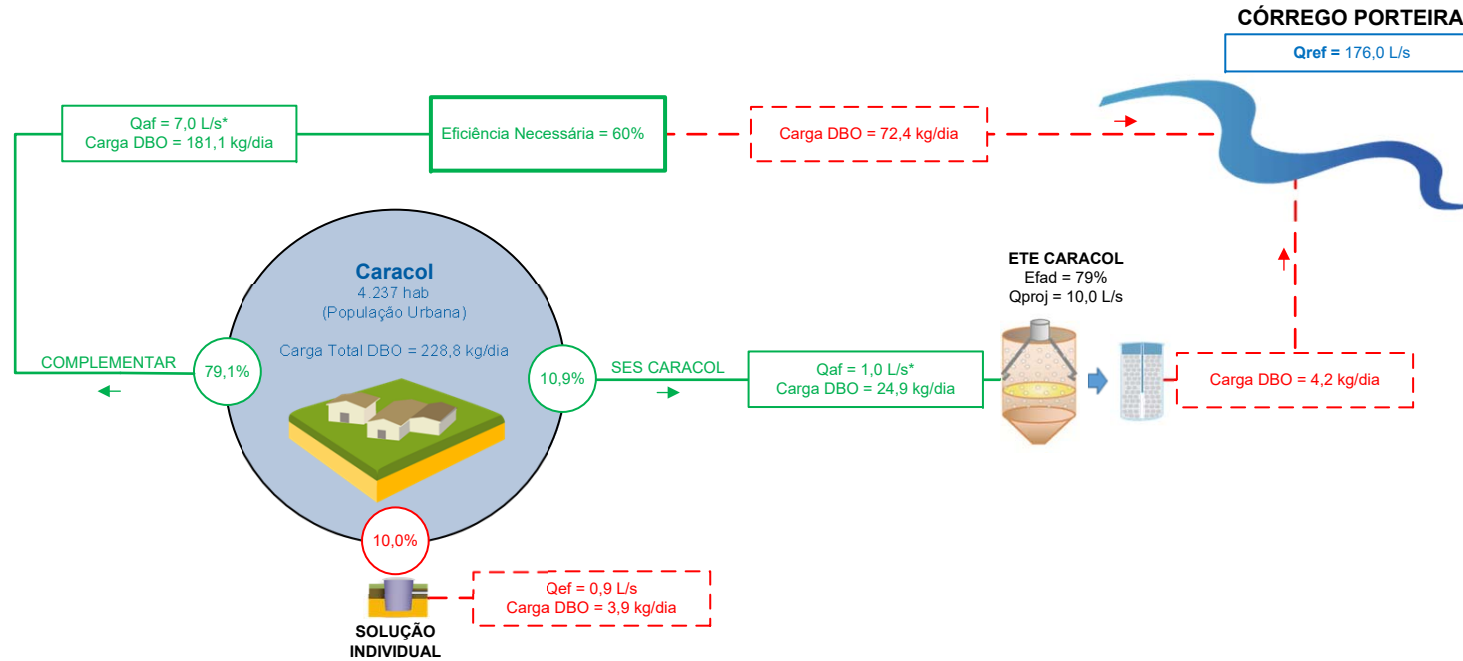 CÓRREGO PORTEIRA
Qref = 176,0 L/s
Qaf = 7,0 L/s*
Carga DBO = 181,1 kg/dia
Eficiência Necessária = 60%
Carga DBO = 72,4 kg/dia
Caracol
4.237 hab
(População Urbana)
Carga Total DBO = 228,8 kg/dia
COMPLEMENTAR
79,1%
10,9%
SES CARACOL
Qaf = 1,0 L/s*
Carga DBO = 24,9 kg/dia
ETE CARACOL
Efad = 79%
Qproj = 10,0 L/s
Carga DBO = 4,2 kg/dia
10,0%
Qef = 0,9 L/s
Carga DBO = 3,9 kg/dia
SOLUÇÃO
INDIVIDUAL